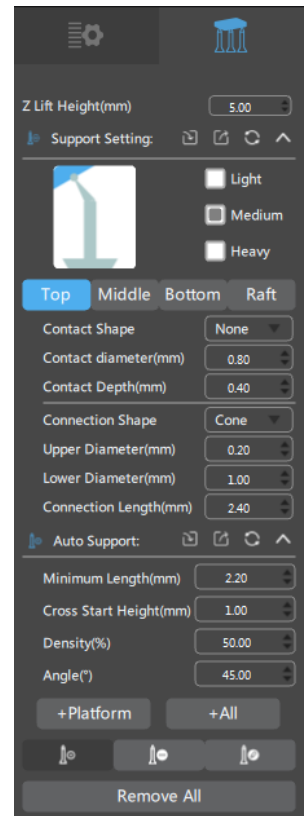 Z Lift Height(mm) 5.00
Support Setting:
Light
Medium
Heavy
Top Middle Bottom Raft
Contact Shape None
Contact diameter(mm) 0.80
Contact Depth(mm) 0.40
Connection Shape Cone
Upper Diameter(mm) 0.20
Lower Diameter(mm) 1.00
Connection Length(mm) 2.40
Auto Support:
Minimum Length(mm) 2.20
Cross Start Height(mm) 1.00
Density(%) 50.00
Angle(°) 45.00
+Platform +All
Remove All